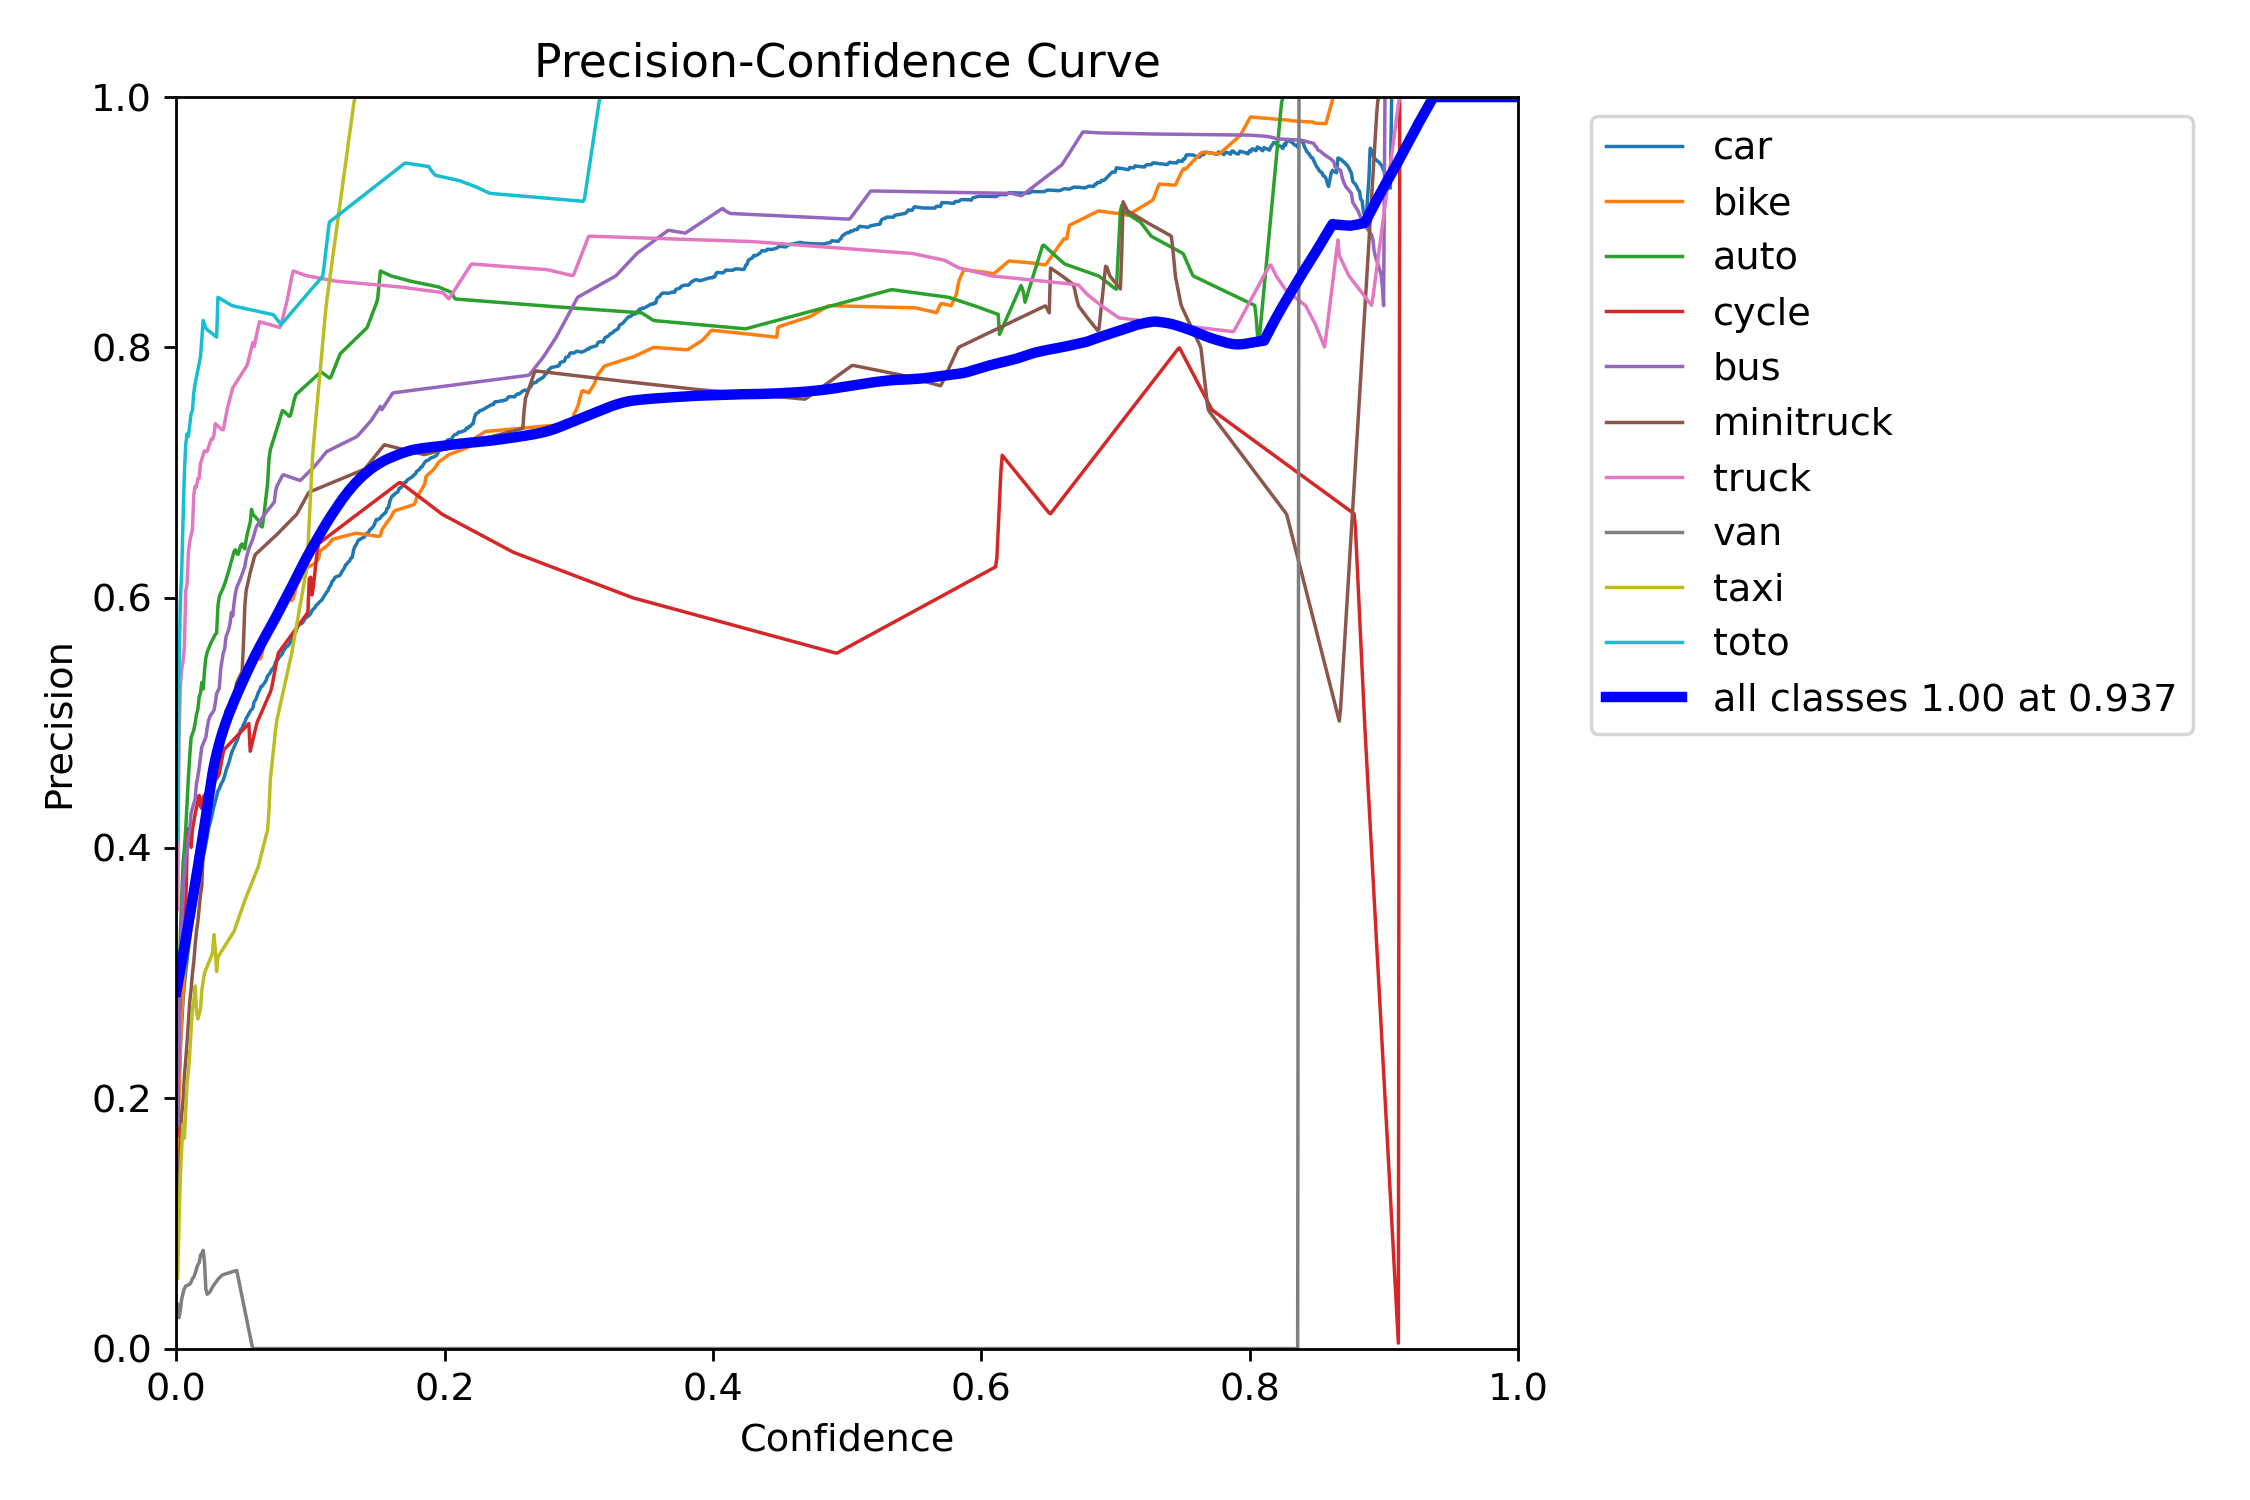 Precision-Confidence Curve
1.0
0.8
0.6
0.4
0.2
0.0
Precision
0.0 0.2 0.4 0.6 0.8 1.0
Confidence
car
bike
auto
cycle
bus
minitruck
truck
van
taxi
toto
all classes 1.00 at 0.937